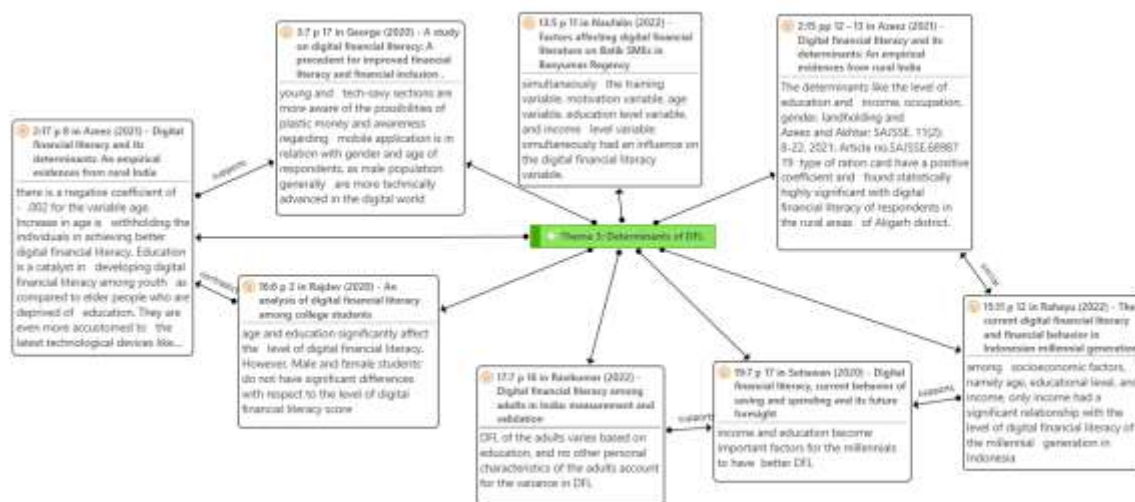 3:7 p 17 in George (2020) - A study
on digital financial literacy: A
precedent for improved financial
literacy and financial inclusion .
young and tech-savy sections are
more aware of the possibilities of
plastic money and awareness
regarding mobile application is in
relation with gender and age of
respondents, as male population
generally are more technically
advanced in the digital world
13:5 p 11 in Naufalin (2022) -
Factors affecting digital financial
literature on Batik SMEs in
Banyumas Regency
simultaneously the training
variable, motivation variable, age
variable, education level variable,
and income level variable
simultaneously had an influence on
the digital financial literacy
variable.
2:15 pp 12 – 13 in Azeez (2021) -
Digital financial literacy and its
determinants: An empirical
evidences from rural India
The determinants like the level of
education and income, occupation,
gender, landholding and
Azeez and Akhtar; SAJSSE, 11(2):
8-22, 2021; Article no.SAJSSE.68987
19 type of ration card have a positive
coefficient and found statistically
highly significant with digital
financial literacy of respondents in
the rural areas of Aligarh district.
2:17 p 8 in Azeez (2021) - Digital
financial literacy and its
determinants: An empirical
evidences from rural India
there is a negative coefficient of
- .002 for the variable age.
Increase in age is withholding the
individuals in achieving better
digital financial literacy. Education
is a catalyst in developing digital
financial literacy among youth as
compared to elder people who are
deprived of education. They are
even more accustomed to the
latest technological devices like...
supports
Theme 3: Determinants of DFL
contradicts
16:6 p 2 in Rajdev (2020) - An
analysis of digital financial literacy
among college students
age and education significantly affect
the level of digital financial literacy.
However, Male and female students
do not have significant differences
with respect to the level of digital
financial literacy score
17:7 p 16 in Ravikumar (2022) -
Digital financial literacy among
adults in India: measurement and
validation
DFL of the adults varies based on
education, and no other personal
characteristics of the adults account
for the variance in DFL
supports
19:7 p 17 in Setiawan (2020) - Digital
financial literacy, current behavior of
saving and spending and its future
foresight
income and education become
important factors for the millennials
to have better DFL
supports
15:31 p 12 in Rahayu (2022) - The
current digital financial literacy
and financial behavior in
Indonesian millennial generation
among socioeconomic factors,
namely age, educational level, and
income, only income had a
significant relationship with the
level of digital financial literacy of
the millennial generation in
Indonesia